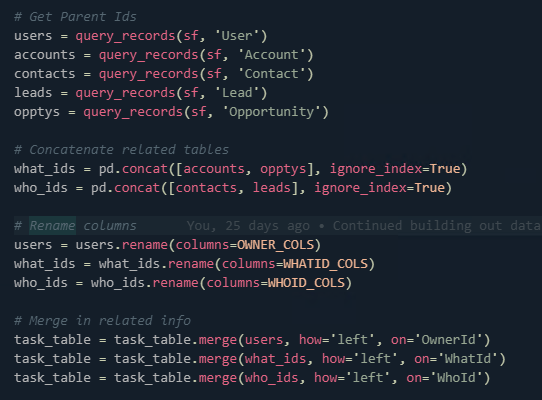 # Get Parent Ids
users = query_records(sf, 'User')
accounts = query_records(sf, 'Account')
contacts = query_records(sf, 'Contact')
leads = query_records(sf, 'Lead')
opptys = query_records(sf, 'Opportunity')
# Concatenate related tables
what_ids = pd.concat([accounts, opptys], ignore_index=True)
who_ids = pd.concat([contacts, leads], ignore_index=True)
# Rename columns You, 25 days ago • Continued building out data
users = users.rename(columns=OWNER_COLS)
what_ids = what_ids.rename(columns=WHATID_COLS)
who_ids = who_ids.rename(columns=WHOID_COLS)
# Merge in related info
task_table = task_table.merge(users, how='left', on='OwnerId')
task_table = task_table.merge(what_ids, how='left', on='WhatId')
task_table = task_table.merge(who_ids, how='left', on='WhoId')